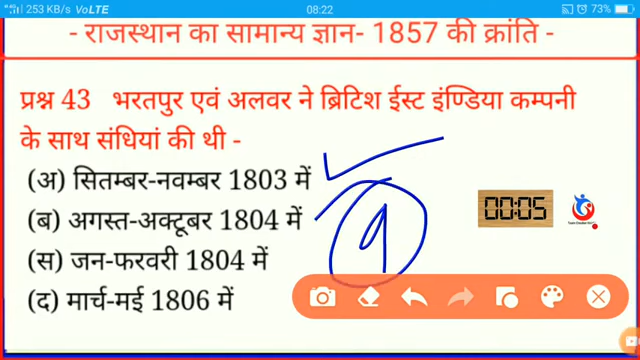 253 KB/s VoLTE 08:22 73%
- राजस्थान का सामान्य ज्ञान- 1857 की क्रांति -
प्रश्न 43 भरतपुर एवं अलवर ने ब्रिटिश ईस्ट इंण्डिया कम्पनी
के साथ संधियां की थी -
(अ) सितम्बर-नवम्बर 1803 में
(ब) अगस्त-अक्टूबर 1804 में
(स) जन-फरवरी 1804 में
(द) मार्च-मई 1806 में
00:05